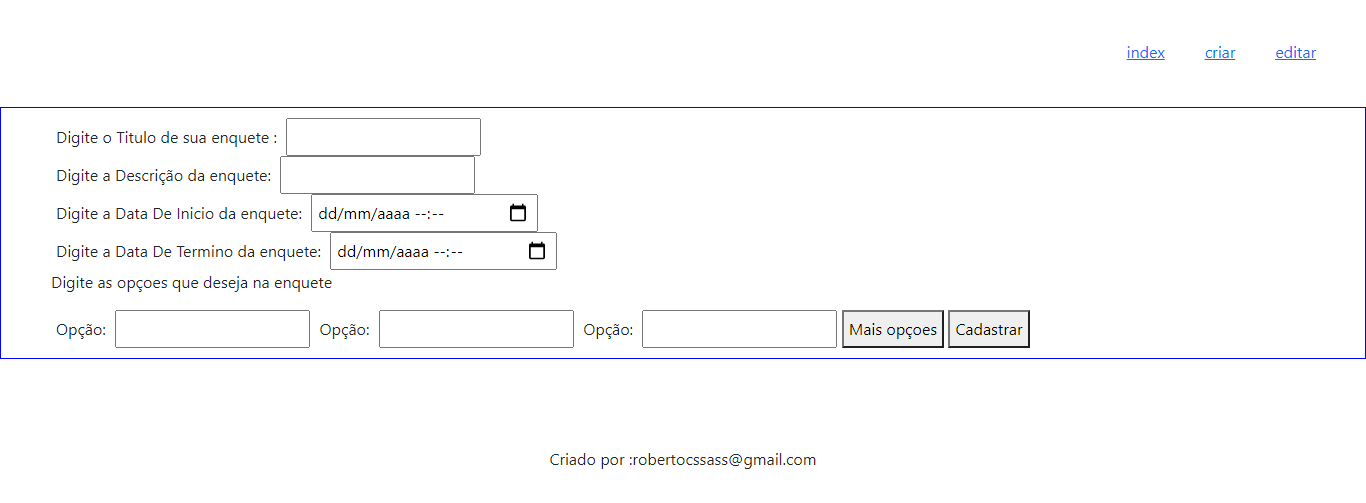 index criar editar
Digite o Titulo de sua enquete :
Digite a Descrição da enquete:
Digite a Data De Inicio da enquete: dd/mm/aaaa --:--
Digite a Data De Termino da enquete: dd/mm/aaaa --:--
Digite as opçoes que deseja na enquete
Opção: Opção: Opção: Mais opçoes Cadastrar
Criado por :robertocssass@gmail.com